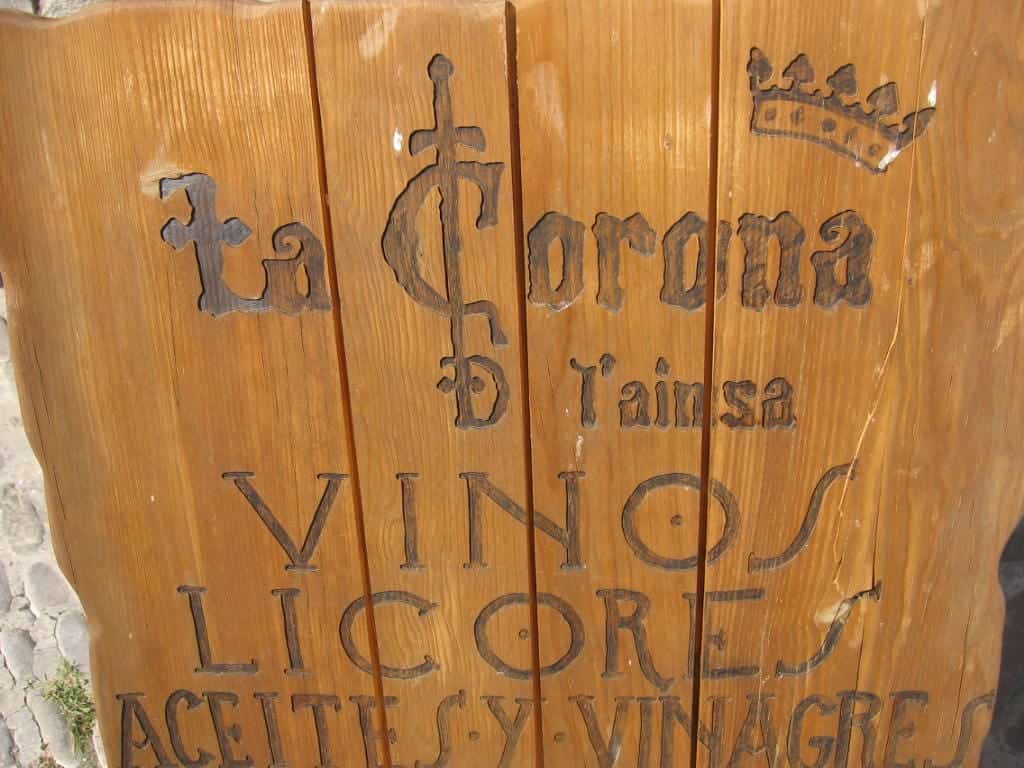 La Corona
D l'ainsa
VINOS
LICORES
ACEITES·Y·VINAGRES